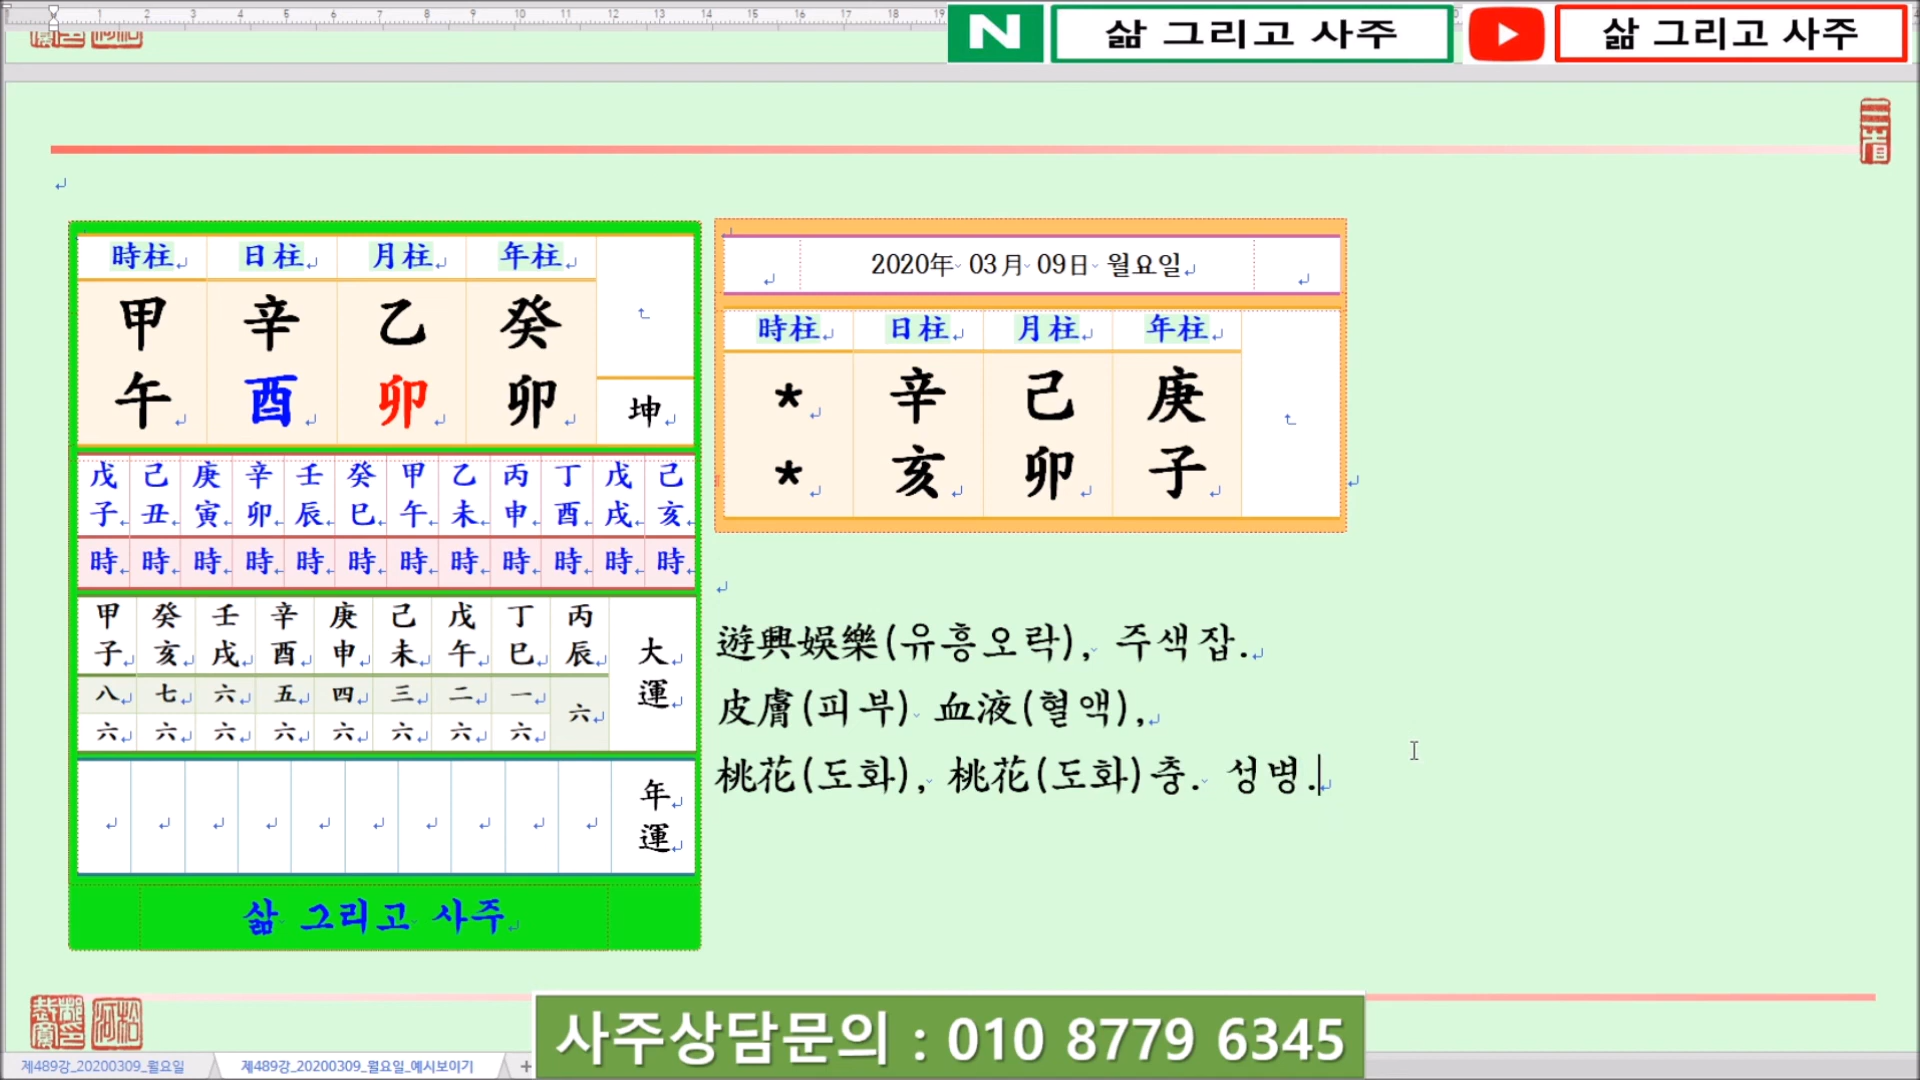 N 삶 그리고 사주 삶 그리고 사주
時柱 日柱 月柱 年柱
甲 辛 乙 癸
午 酉 卯 卯 坤
戊 己 庚 辛 壬 癸 甲 乙 丙 丁 戊 己
子 丑 寅 卯 辰 巳 午 未 申 酉 戌 亥
時 時 時 時 時 時 時 時 時 時 時 時
甲 癸 壬 辛 庚 己 戊 丁 丙
子 亥 戌 酉 申 未 午 巳 辰 大
八 七 六 五 四 三 二 一 六 運
六 六 六 六 六 六 六 六
年
運
삶 그리고 사주
2020年 03月 09日 월요일
時柱 日柱 月柱 年柱
* 辛 己 庚
* 亥 卯 子
遊興娛樂(유흥오락), 주색잡.
皮膚(피부) 血液(혈액),
桃花(도화), 桃花(도화)충. 성병.
사주상담문의 : 010 8779 6345
제489강_20200309_월요일 제489강_20200309_월요일_예시보이기 +